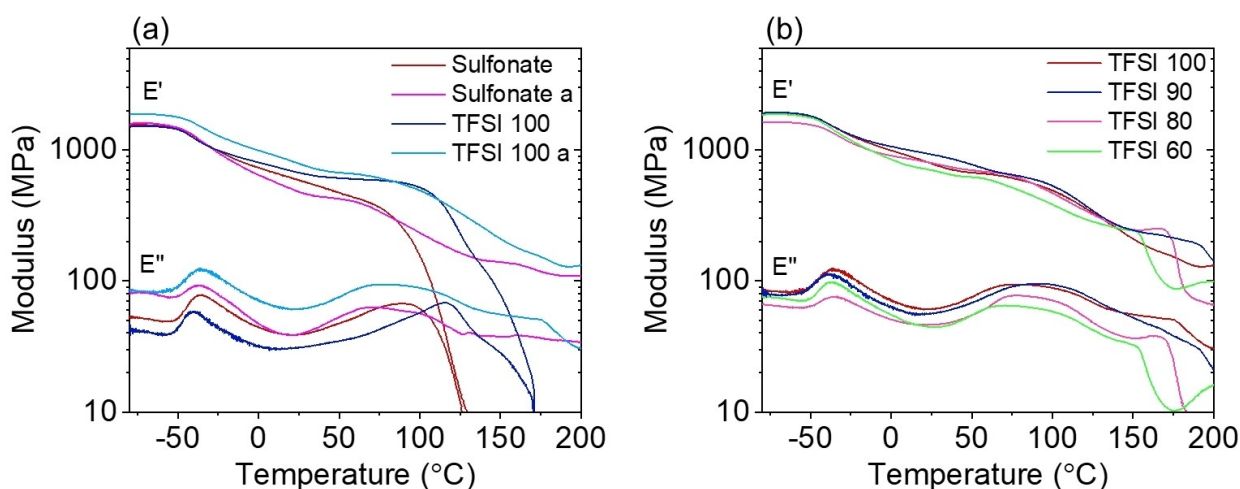 (a)
Sulfonate
Sulfonate a
TFSI 100
TFSI 100 a
E'
E"
1000
100
10
Modulus (MPa)
-50
0
50
100
150
200
Temperature (°C)
(b)
TFSI 100
TFSI 90
TFSI 80
TFSI 60
E'
E"
1000
100
10
Modulus (MPa)
-50
0
50
100
150
200
Temperature (°C)